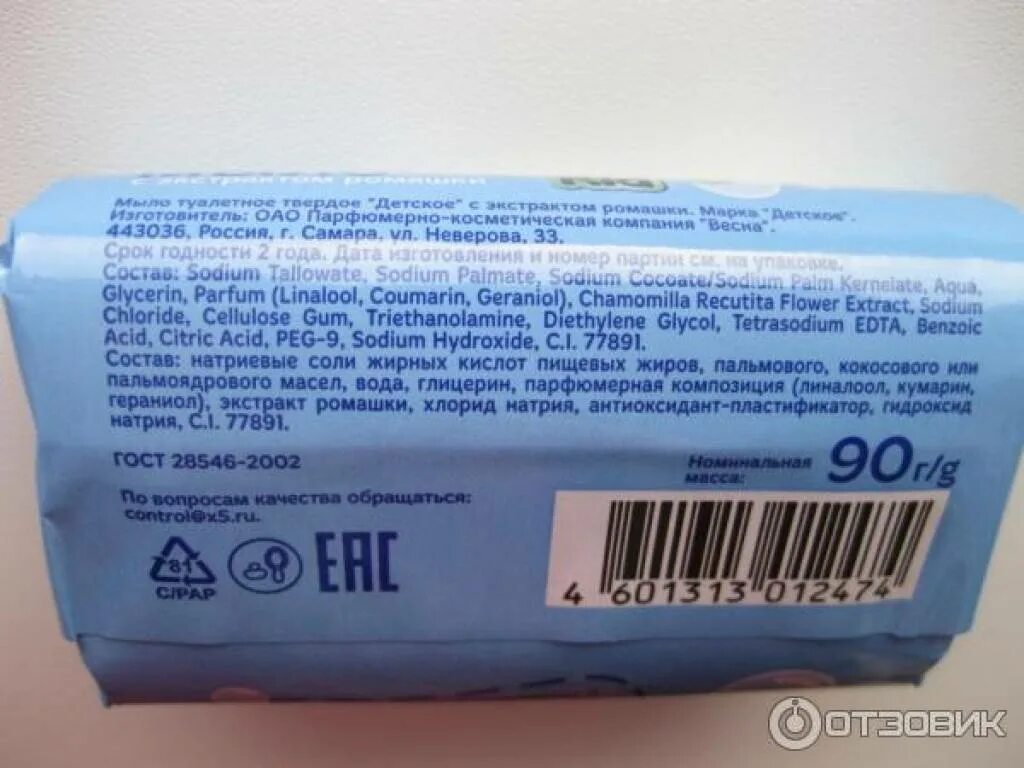 с экстрактом ромашки
Мыло туалетное твердое "Детское" с экстрактом ромашки. Марка "Детское".
Изготовитель: ОАО Парфюмерно-косметическая компания "Весна".
443036, Россия, г. Самара, ул. Неверова, 33.
Срок годности 2 года. Дата изготовления и номер партии см. на упаковке.
Состав: Sodium Tallowate, Sodium Palmate, Sodium Cocoate/Sodium Palm Kernelate, Aqua,
Glycerin, Parfum (Linalool, Coumarin, Geraniol), Chamomilla Recutita Flower Extract, Sodium
Chloride, Cellulose Gum, Triethanolamine, Diethylene Glycol, Tetrasodium EDTA, Benzoic
Acid, Citric Acid, PEG-9, Sodium Hydroxide, C.I. 77891.
Состав: натриевые соли жирных кислот пищевых жиров, пальмового, кокосового или
пальмоядрового масел, вода, глицерин, парфюмерная композиция (линалоол, кумарин,
гераниол), экстракт ромашки, хлорид натрия, антиоксидант-пластификатор, гидроксид
натрия, C.I. 77891.
ГОСТ 28546-2002
Номинальная
масса:
90г/g
По вопросам качества обращаться:
control@x5.ru.
81
C/PAP
EAC
4 601313 012474
ОТЗОВИК